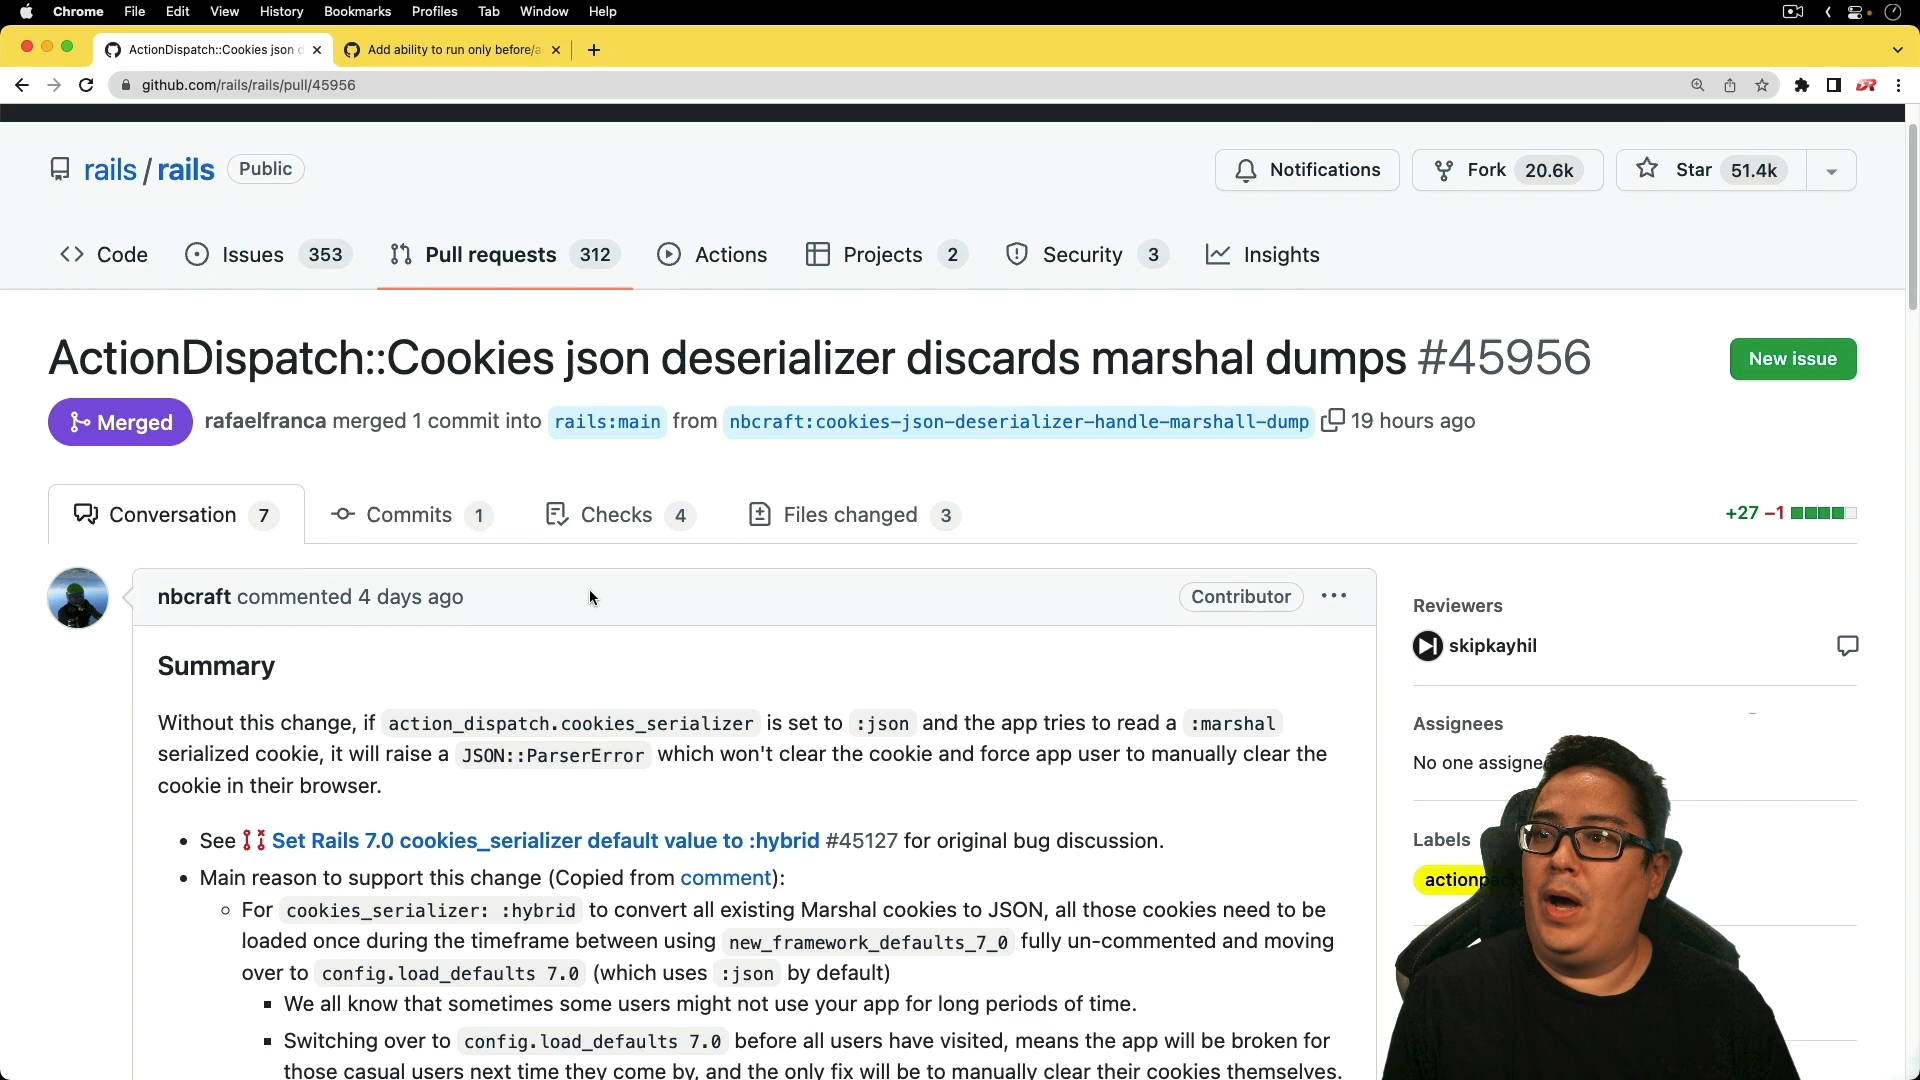 Chrome File Edit View History Bookmarks Profiles Tab Window Help
ActionDispatch::Cookies json
Add ability to run only before/a
github.com/rails/rails/pull/45956
rails / rails Public
Notifications Fork 20.6k Star 51.4k
Code Issues 353 Pull requests 312 Actions Projects 2 Security 3 Insights
ActionDispatch::Cookies json deserializer discards marshal dumps #45956
New issue
Merged rafaelfranca merged 1 commit into rails:main from nbcraft:cookies-json-deserializer-handle-marshall-dump 19 hours ago
Conversation 7 Commits 1 Checks 4 Files changed 3
+27 −1
nbcraft commented 4 days ago
Contributor
Summary
Without this change, if action_dispatch.cookies_serializer is set to :json and the app tries to read a :marshal
serialized cookie, it will raise a JSON::ParserError which won't clear the cookie and force app user to manually clear the
cookie in their browser.
• See Set Rails 7.0 cookies_serializer default value to :hybrid #45127 for original bug discussion.
• Main reason to support this change (Copied from comment):
For cookies_serializer: :hybrid to convert all existing Marshal cookies to JSON, all those cookies need to be
loaded once during the timeframe between using new_framework_defaults_7_0 fully un-commented and moving
over to config.load_defaults 7.0 (which uses :json by default)
We all know that sometimes some users might not use your app for long periods of time.
Switching over to config.load_defaults 7.0 before all users have visited, means the app will be broken for
those casual users next time they come by, and the only fix will be to manually clear their cookies themselves.
Reviewers
skipkayhil
Assignees
No one assigne
Labels
actionpack